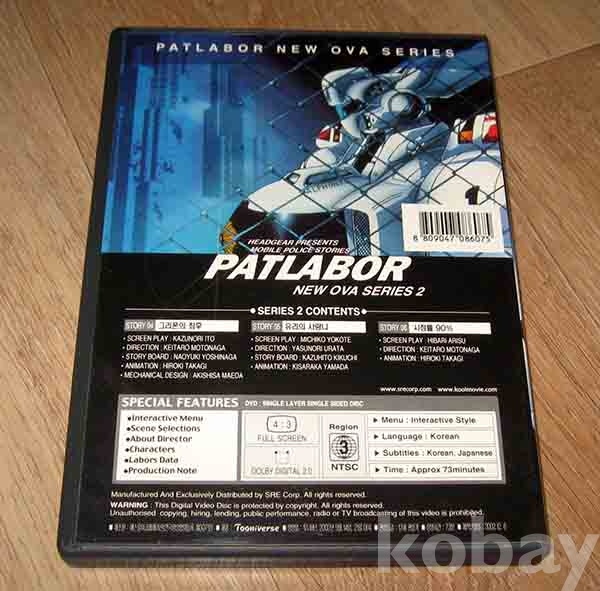 PATLABOR NEW OVA SERIES
1
8 809047 086075
HEADGEAR PRESENTS
MOBILE POLICE STORIES
PATLABOR
NEW OVA SERIES 2
SERIES 2 CONTENTS
STORY 04 그리폰의 징후
• SCREEN PLAY : KAZUNORI ITO
• DIRECTION : KEITARO MOTONAGA
• STORY BOARD : NAOYUKI YOSHINAGA
• ANIMATION : HIROKI TAKAGI
• MECHANICAL DESIGN : AKISHISA MAEDA
STORY 05 유리의 사랑니
• SCREEN PLAY : MICHIKO YOKOTE
• DIRECTION : YASUNORI URATA
• STORY BOARD : KAZUHITO KIKUCHI
• ANIMATION : KISARAKA YAMADA
STORY 06 시청률 90%
• SCREEN PLAY : HIBARI ARISU
• DIRECTION : KEITARO MOTONAGA
• ANIMATION : HIROKI TAKAGI
www.srecorp.com www.koolmovie.com
SPECIAL FEATURES
•Interactive Menu
•Scene Selections
•About Director
•Characters
•Labors Data
•Production Note
DVD : SINGLE LAYER SINGLE SIDED DISC
4 : 3
FULL SCREEN
DOLBY DIGITAL 2.0
Region
3
NTSC
Menu : Interactive Style
Language : Korean
Subtitles : Korean, Japanese
Time : Approx 73minutes
Manufactured And Exclusively Distributed by SRE Corp. All rights reserved.
WARNING : This Digital Video Disc is protected by copyright. All rights reserved.
Unauthorised copying, hiring, lending, public performance, radio or TV broadcasting of this video is prohibited.
Tooniverse
kobay